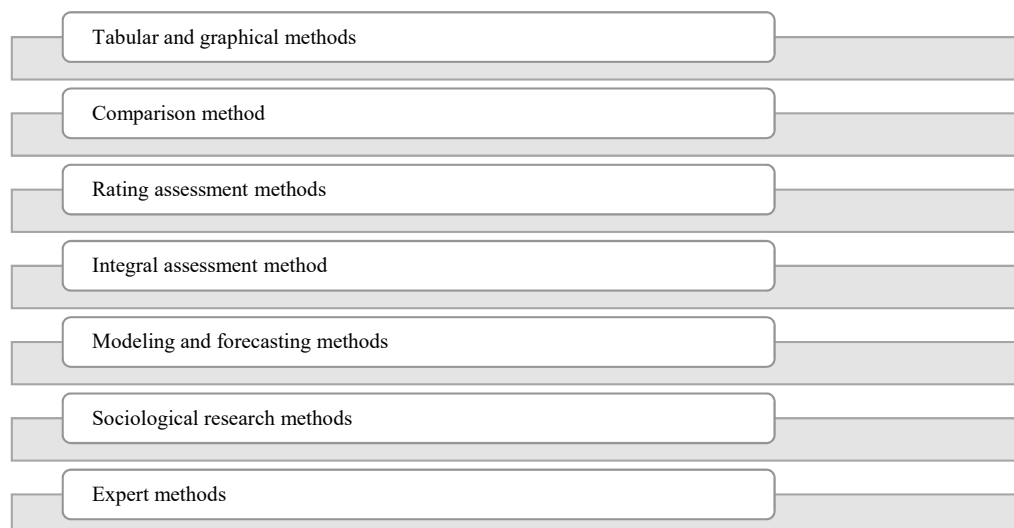 Tabular and graphical methods
Comparison method
Rating assessment methods
Integral assessment method
Modeling and forecasting methods
Sociological research methods
Expert methods